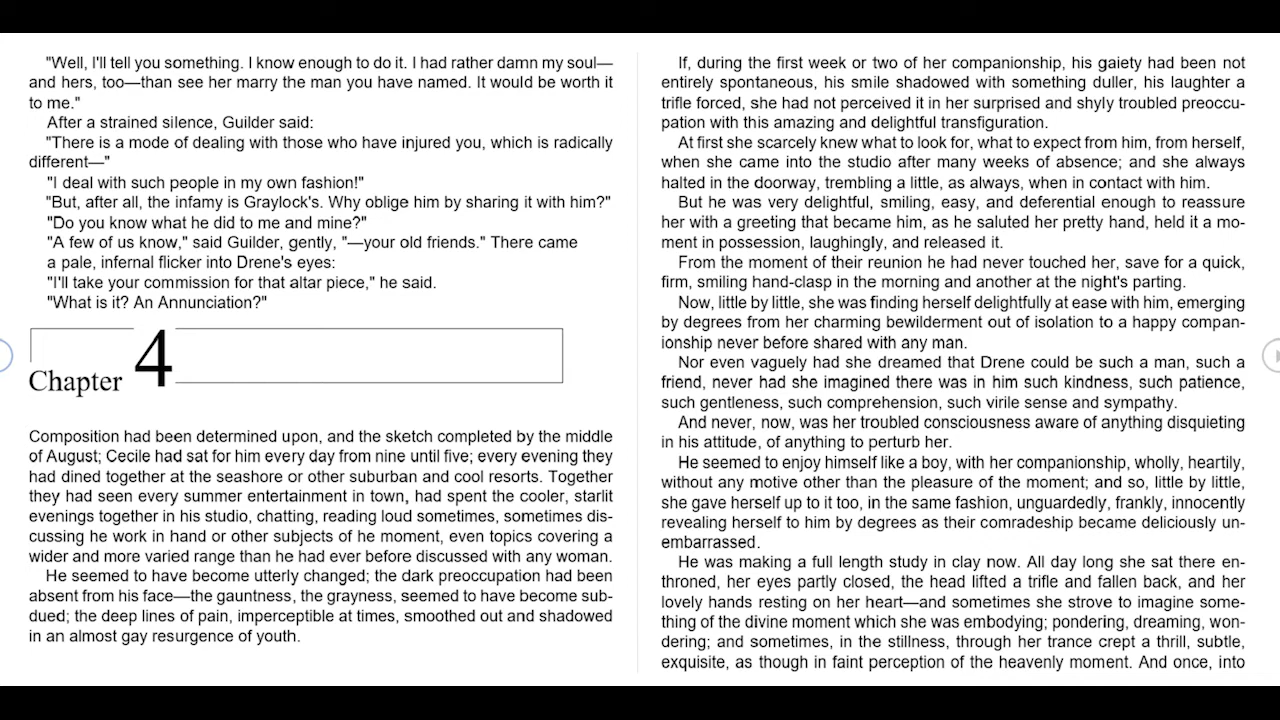 "Well, I'll tell you something. I know enough to do it. I had rather damn my soul—
and hers, too—than see her marry the man you have named. It would be worth it
to me."
After a strained silence, Guilder said:
"There is a mode of dealing with those who have injured you, which is radically
different—"
"I deal with such people in my own fashion!"
"But, after all, the infamy is Graylock's. Why oblige him by sharing it with him?"
"Do you know what he did to me and mine?"
"A few of us know," said Guilder, gently, "—your old friends." There came
a pale, infernal flicker into Drene's eyes:
"I'll take your commission for that altar piece," he said.
"What is it? An Annunciation?"
Chapter 4
Composition had been determined upon, and the sketch completed by the middle
of August; Cecile had sat for him every day from nine until five; every evening they
had dined together at the seashore or other suburban and cool resorts. Together
they had seen every summer entertainment in town, had spent the cooler, starlit
evenings together in his studio, chatting, reading loud sometimes, sometimes dis-
cussing he work in hand or other subjects of he moment, even topics covering a
wider and more varied range than he had ever before discussed with any woman.
He seemed to have become utterly changed; the dark preoccupation had been
absent from his face—the gauntness, the grayness, seemed to have become sub-
dued; the deep lines of pain, imperceptible at times, smoothed out and shadowed
in an almost gay resurgence of youth.
If, during the first week or two of her companionship, his gaiety had been not
entirely spontaneous, his smile shadowed with something duller, his laughter a
trifle forced, she had not perceived it in her surprised and shyly troubled preoccu-
pation with this amazing and delightful transfiguration.
At first she scarcely knew what to look for, what to expect from him, from herself,
when she came into the studio after many weeks of absence; and she always
halted in the doorway, trembling a little, as always, when in contact with him.
But he was very delightful, smiling, easy, and deferential enough to reassure
her with a greeting that became him, as he saluted her pretty hand, held it a mo-
ment in possession, laughingly, and released it.
From the moment of their reunion he had never touched her, save for a quick,
firm, smiling hand-clasp in the morning and another at the night's parting.
Now, little by little, she was finding herself delightfully at ease with him, emerging
by degrees from her charming bewilderment out of isolation to a happy compan-
ionship never before shared with any man.
Nor even vaguely had she dreamed that Drene could be such a man, such a
friend, never had she imagined there was in him such kindness, such patience,
such gentleness, such comprehension, such virile sense and sympathy.
And never, now, was her troubled consciousness aware of anything disquieting
in his attitude, of anything to perturb her.
He seemed to enjoy himself like a boy, with her companionship, wholly, heartily,
without any motive other than the pleasure of the moment; and so, little by little,
she gave herself up to it too, in the same fashion, unguardedly, frankly, innocently
revealing herself to him by degrees as their comradeship became deliciously un-
embarrassed.
He was making a full length study in clay now. All day long she sat there en-
throned, her eyes partly closed, the head lifted a trifle and fallen back, and her
lovely hands resting on her heart—and sometimes she strove to imagine some-
thing of the divine moment which she was embodying; pondering, dreaming, won-
dering; and sometimes, in the stillness, through her trance crept a thrill, subtle,
exquisite, as though in faint perception of the heavenly moment. And once, into